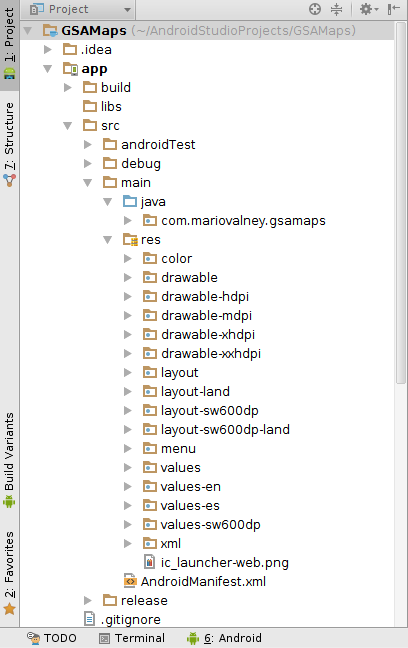 Project
GSAMaps (~/AndroidStudioProjects/GSAMaps)
.idea
app
build
libs
src
androidTest
debug
main
java
com.mariovalney.gsamaps
res
color
drawable
drawable-hdpi
drawable-mdpi
drawable-xhdpi
drawable-xxhdpi
layout
layout-land
layout-sw600dp
layout-sw600dp-land
menu
values
values-en
values-es
values-sw600dp
xml
ic_launcher-web.png
AndroidManifest.xml
release
.gitignore
1: Project
7: Structure
Build Variants
2: Favorites
TODO
Terminal
6: Android